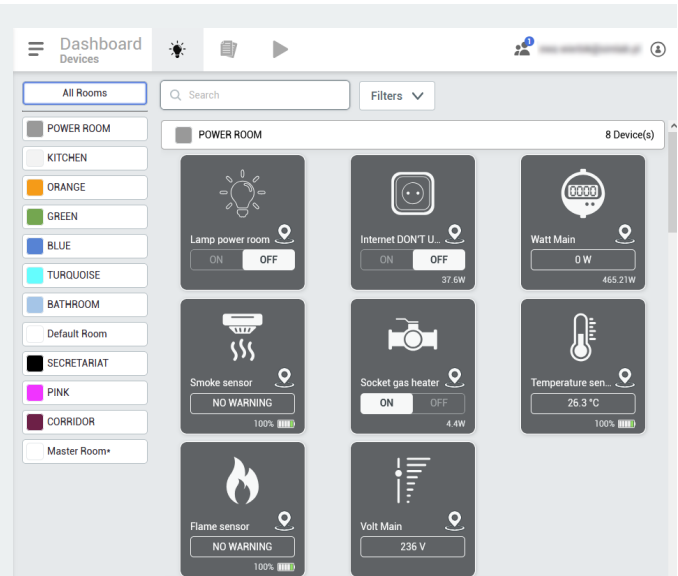 Dashboard
Devices
1
All Rooms
Search
Filters
POWER ROOM
KITCHEN
ORANGE
GREEN
BLUE
TURQUOISE
BATHROOM
Default Room
SECRETARIAT
PINK
CORRIDOR
Master Room*
POWER ROOM 8 Device(s)
Lamp power room
ON OFF
Internet DON'T U...
ON OFF
37.6W
0000
Watt Main
0 W
465.21W
Smoke sensor
NO WARNING
100%
Socket gas heater
ON OFF
4.4W
Temperature sen...
26.3 °C
100%
Flame sensor
NO WARNING
100%
Volt Main
236 V